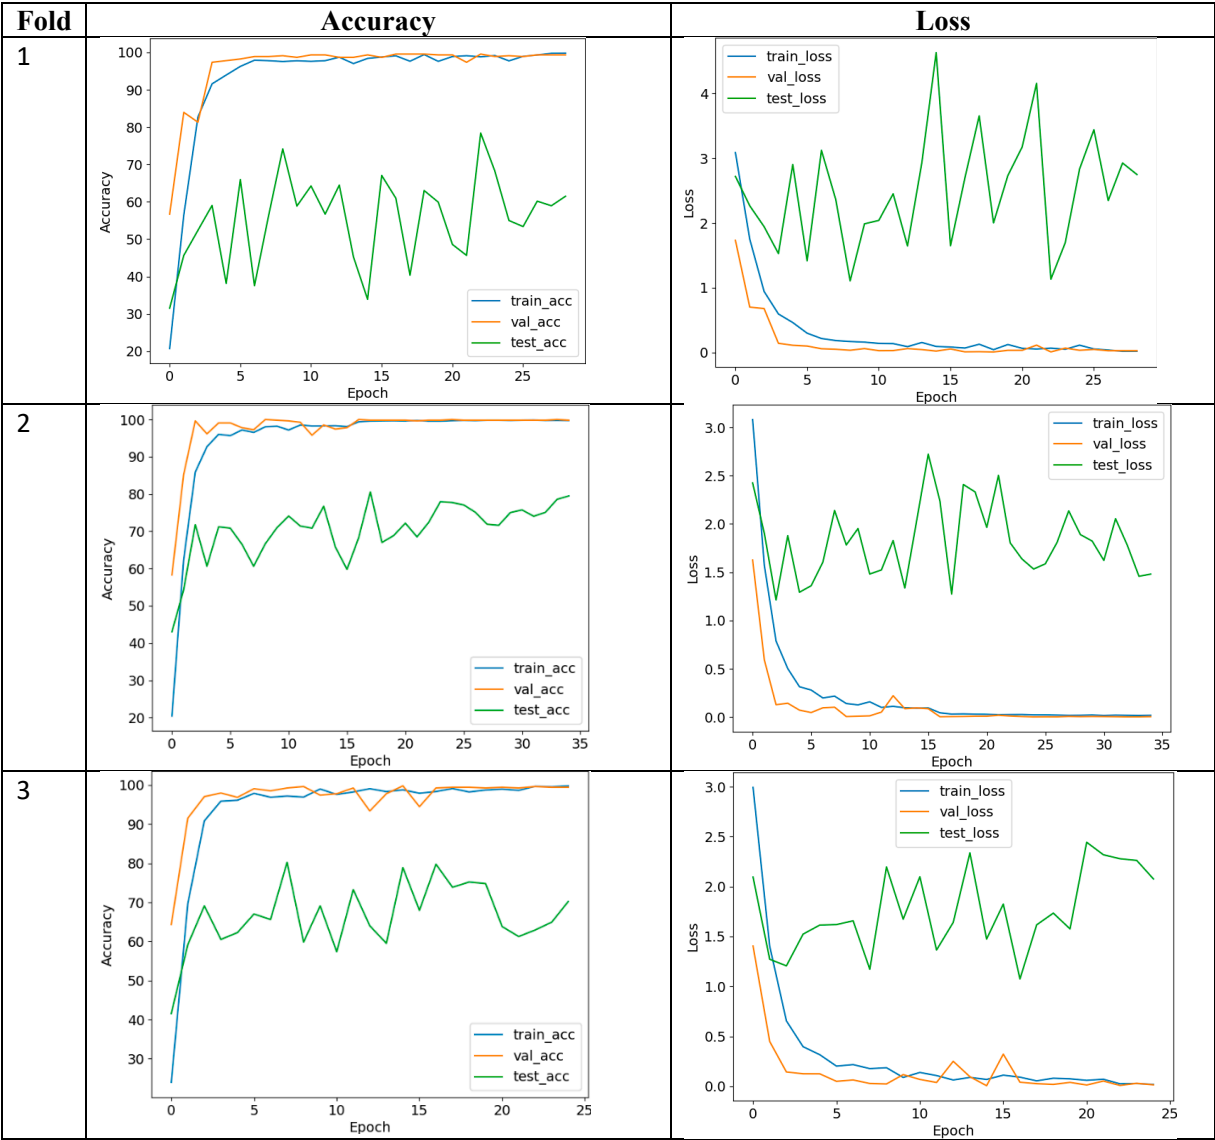 Fold Accuracy Loss
1
100
90
80
70
60
50
40
30
20
Accuracy
0 5 10 15 20 25
Epoch
train_acc
val_acc
test_acc
4
3
2
1
0
Loss
0 5 10 15 20 25
Epoch
train_loss
val_loss
test_loss
2
100
90
80
70
60
50
40
30
20
Accuracy
0 5 10 15 20 25 30 35
Epoch
train_acc
val_acc
test_acc
3.0
2.5
2.0
1.5
1.0
0.5
0.0
Loss
0 5 10 15 20 25 30 35
Epoch
train_loss
val_loss
test_loss
3
100
90
80
70
60
50
40
30
Accuracy
0 5 10 15 20 25
Epoch
train_acc
val_acc
test_acc
3.0
2.5
2.0
1.5
1.0
0.5
0.0
Loss
0 5 10 15 20 25
Epoch
train_loss
val_loss
test_loss